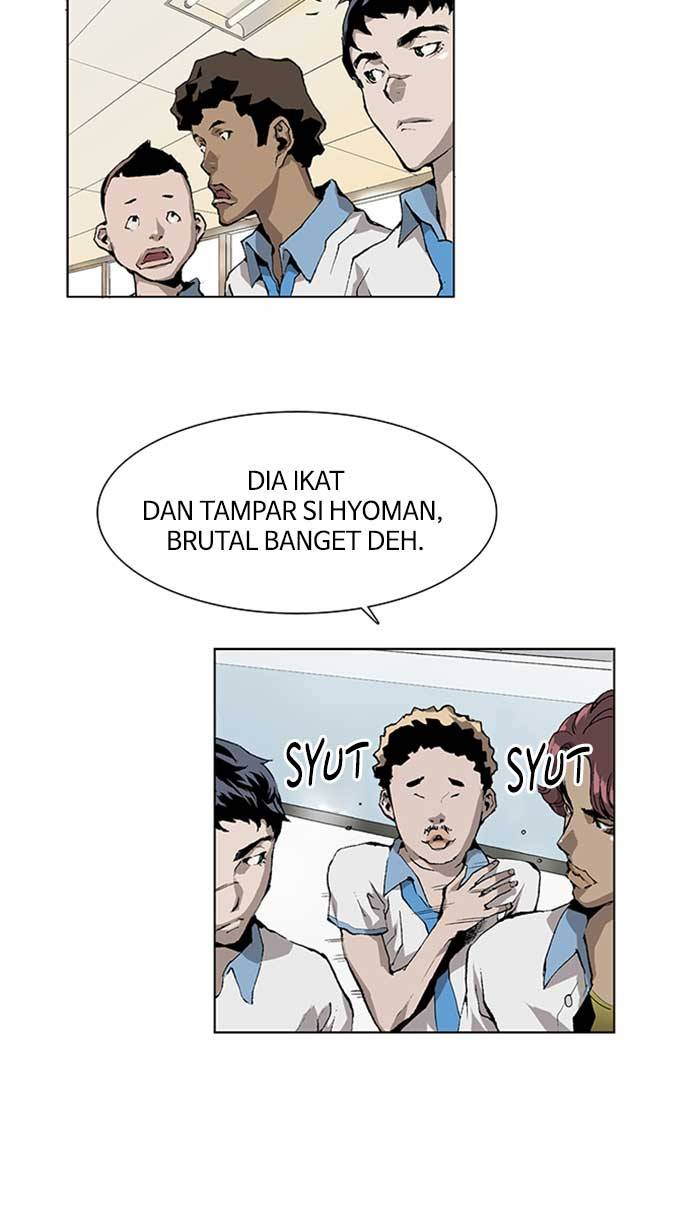 DIA IKAT
DAN TAMPAR SI HYOMAN,
BRUTAL BANGET DEH.
SYUT
SYUT